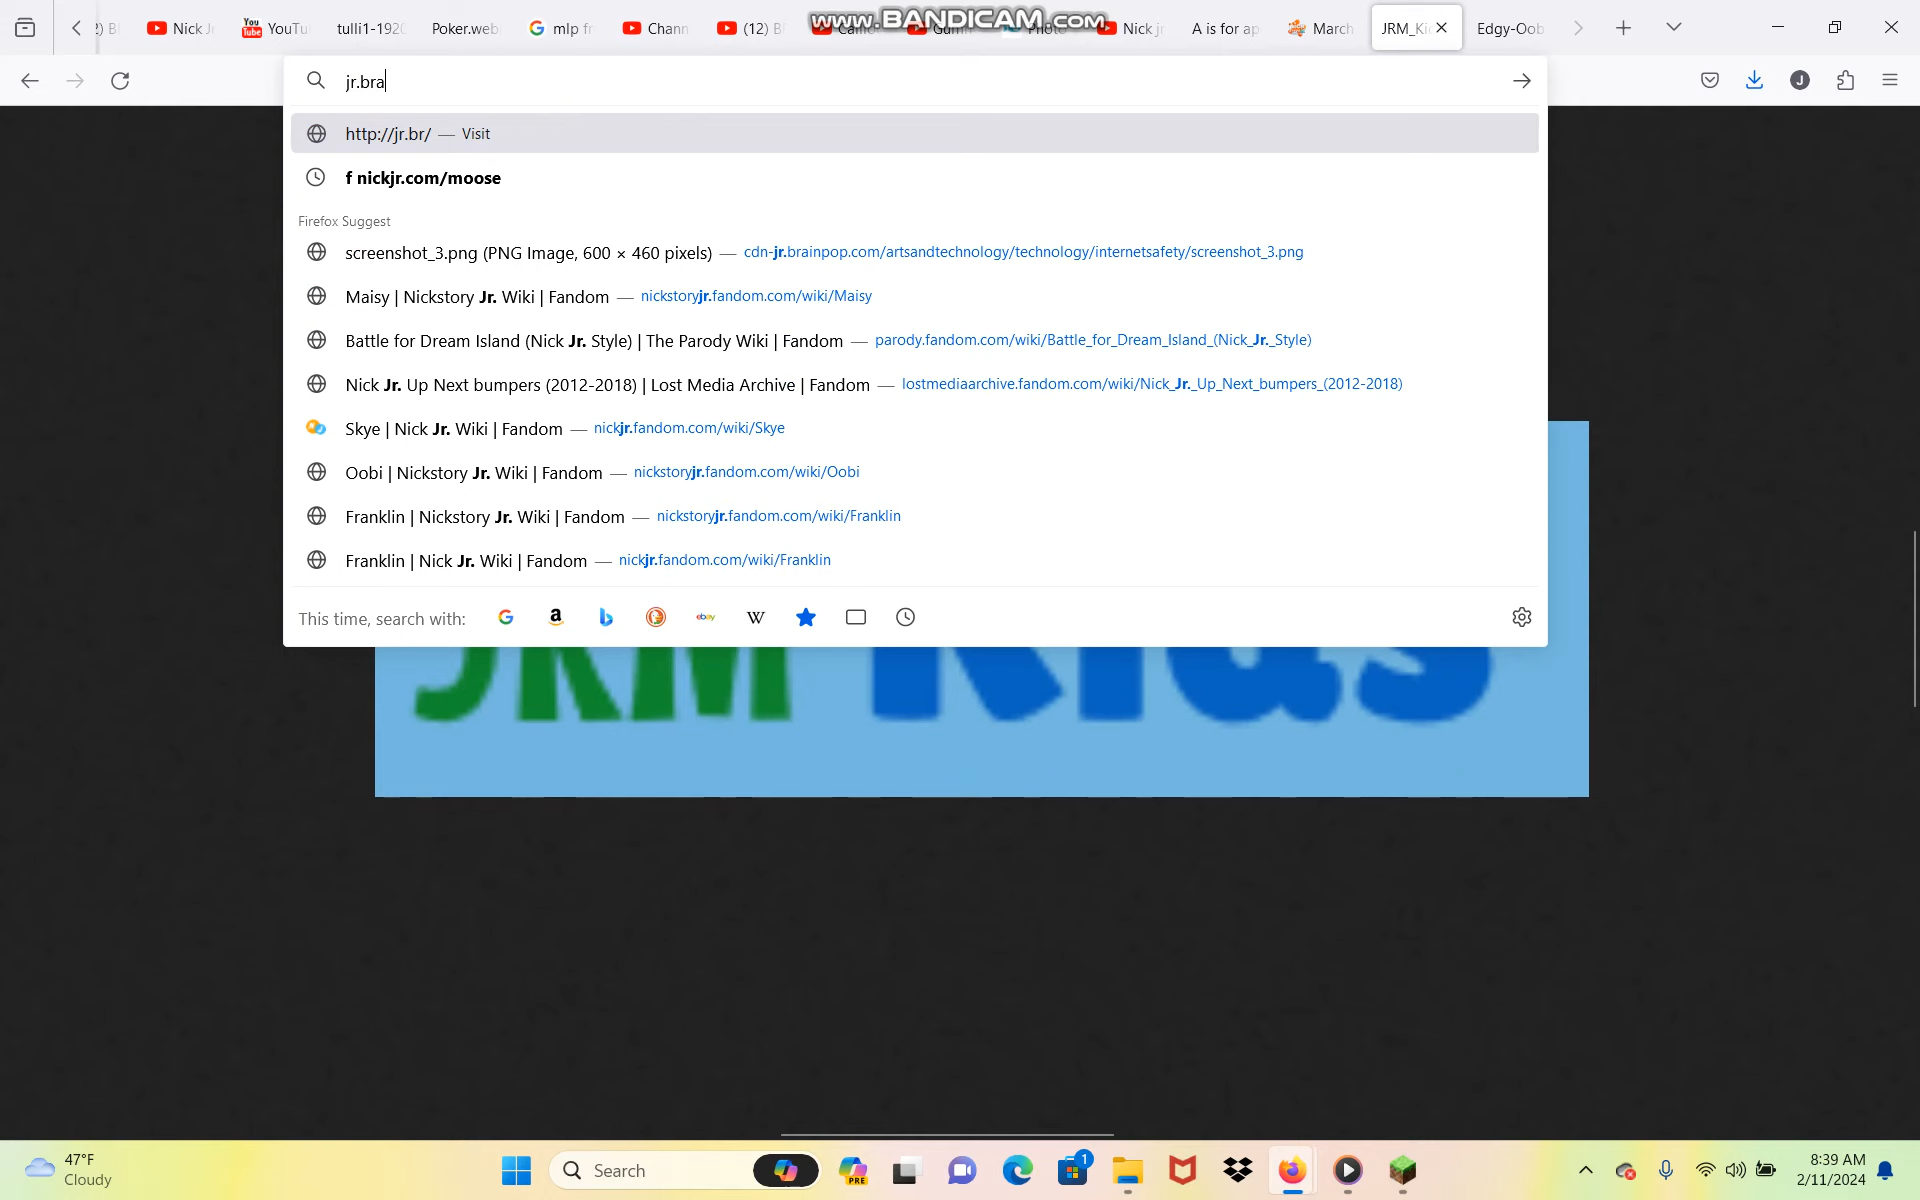 2) B
Nick J
YouTu
tulli1-192
Poker.web
mlp fr
Chann
(12) B
www.BANDICAM.com
Nick jr
A is for ap
March
JRM_Ki
Edgy-Oob
jr.bra
http://jr.br/ — Visit
f nickjr.com/moose
Firefox Suggest
screenshot_3.png (PNG Image, 600 × 460 pixels) — cdn-jr.brainpop.com/artsandtechnology/technology/internetsafety/screenshot_3.png
Maisy | Nickstory Jr. Wiki | Fandom — nickstoryjr.fandom.com/wiki/Maisy
Battle for Dream Island (Nick Jr. Style) | The Parody Wiki | Fandom — parody.fandom.com/wiki/Battle_for_Dream_Island_(Nick_Jr._Style)
Nick Jr. Up Next bumpers (2012-2018) | Lost Media Archive | Fandom — lostmediaarchive.fandom.com/wiki/Nick_Jr._Up_Next_bumpers_(2012-2018)
Skye | Nick Jr. Wiki | Fandom — nickjr.fandom.com/wiki/Skye
Oobi | Nickstory Jr. Wiki | Fandom — nickstoryjr.fandom.com/wiki/Oobi
Franklin | Nickstory Jr. Wiki | Fandom — nickstoryjr.fandom.com/wiki/Franklin
Franklin | Nick Jr. Wiki | Fandom — nickjr.fandom.com/wiki/Franklin
This time, search with:
JRM Kids
47°F
Cloudy
Search
PRE
1
8:39 AM
2/11/2024